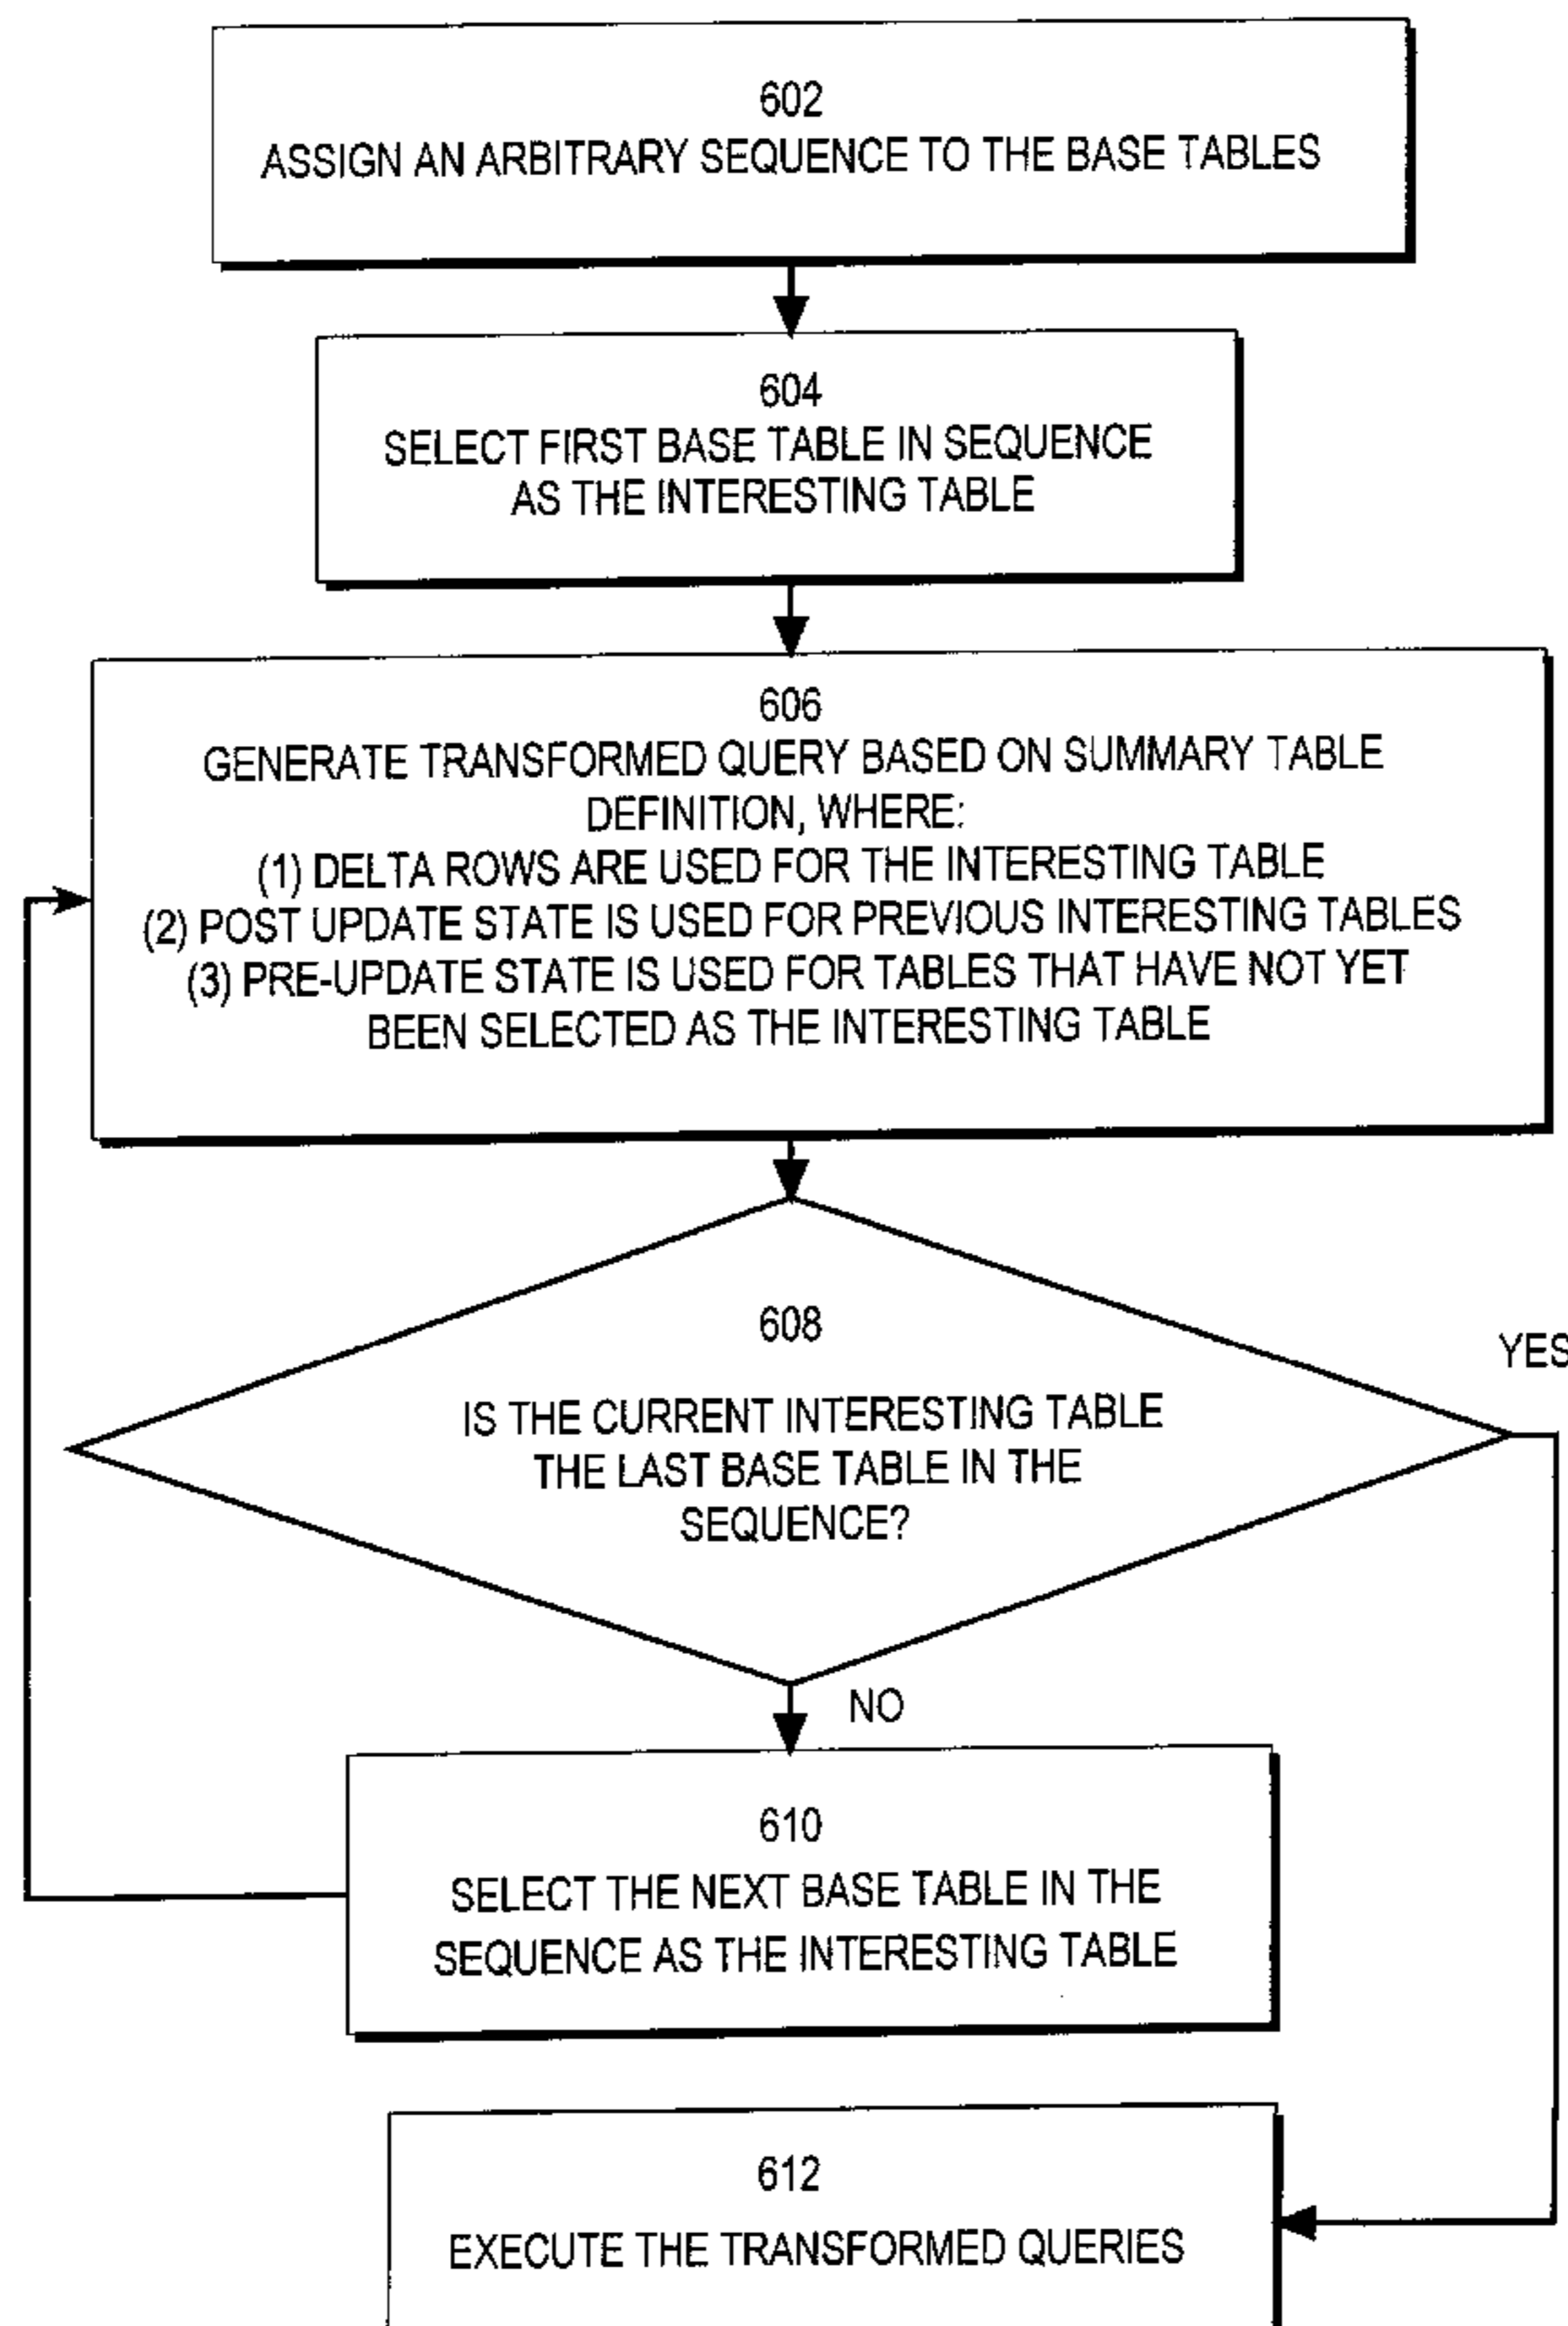 602
ASSIGN AN ARBITRARY SEQUENCE TO THE BASE TABLES
604
SELECT FIRST BASE TABLE IN SEQUENCE
AS THE INTERESTING TABLE
606
GENERATE TRANSFORMED QUERY BASED ON SUMMARY TABLE
DEFINITION, WHERE:
(1) DELTA ROWS ARE USED FOR THE INTERESTING TABLE
(2) POST UPDATE STATE IS USED FOR PREVIOUS INTERESTING TABLES
(3) PRE-UPDATE STATE IS USED FOR TABLES THAT HAVE NOT YET
BEEN SELECTED AS THE INTERESTING TABLE
608
YES
IS THE CURRENT INTERESTING TABLE
THE LAST BASE TABLE IN THE
SEQUENCE?
NO
610
SELECT THE NEXT BASE TABLE IN THE
SEQUENCE AS THE INTERESTING TABLE
612
EXECUTE THE TRANSFORMED QUERIES